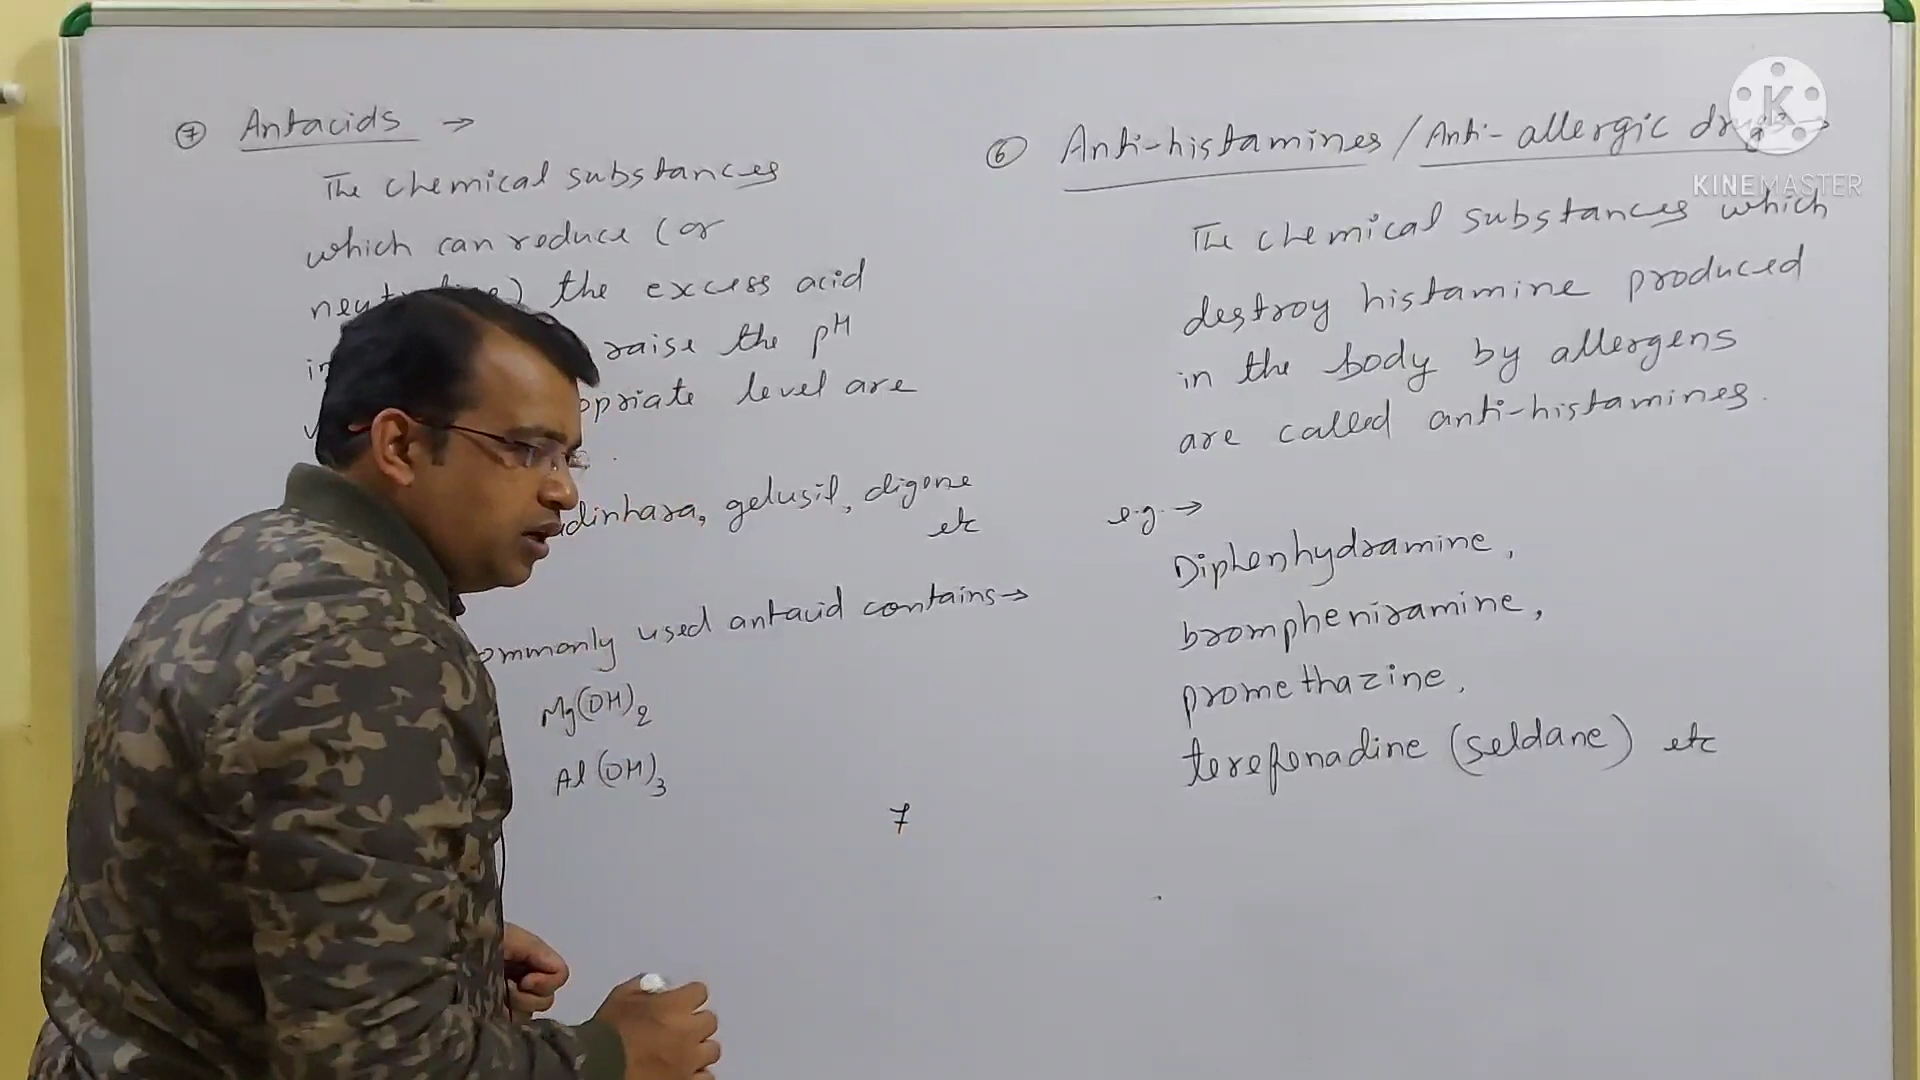 ⑦ Antacids →
The chemical substances
which can reduce (or
the excess acid
raise the pH
level are
gelusil, digene
etc
used antacid contains →
Mg(OH)2
Al(OH)3
7
⑥ Anti-histamines / Anti-allergic drugs →
The chemical substances which
destroy histamine produced
in the body by allergens
are called anti-histamines.
e.g. →
Diphenhydramine,
brompheniramine,
promethazine,
terefenadine (seldane) etc
K
KINEMASTER